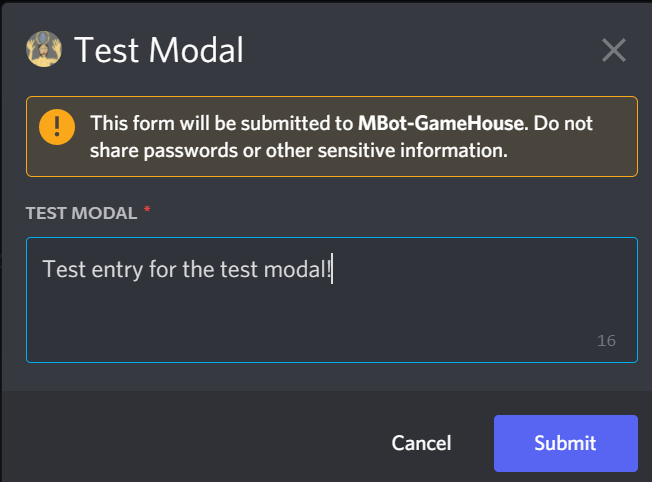 Test Modal
This form will be submitted to MBot-GameHouse. Do not
share passwords or other sensitive information.
TEST MODAL *
Test entry for the test modal!
16
Cancel
Submit